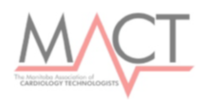 MACT
The Manitoba Association of
CARDIOLOGY TECHNOLOGISTS